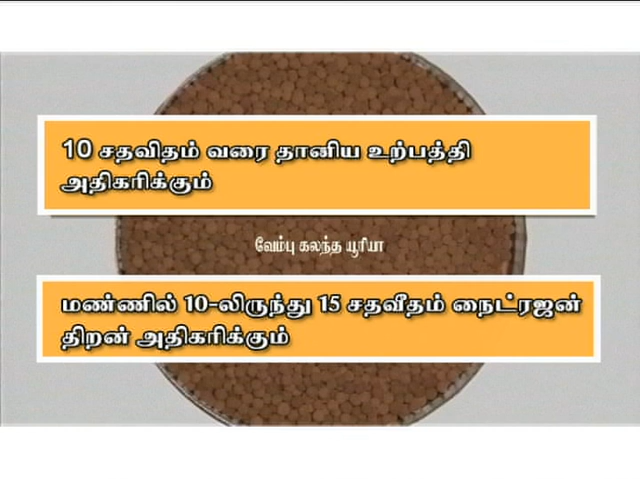 10 சதவிதம் வரை தானிய உற்பத்தி
அதிகரிக்கும்
வேம்பு கலந்த யூரியா
மண்ணில் 10-லிருந்து 15 சதவீதம் நைட்ரஜன்
திறன் அதிகரிக்கும்